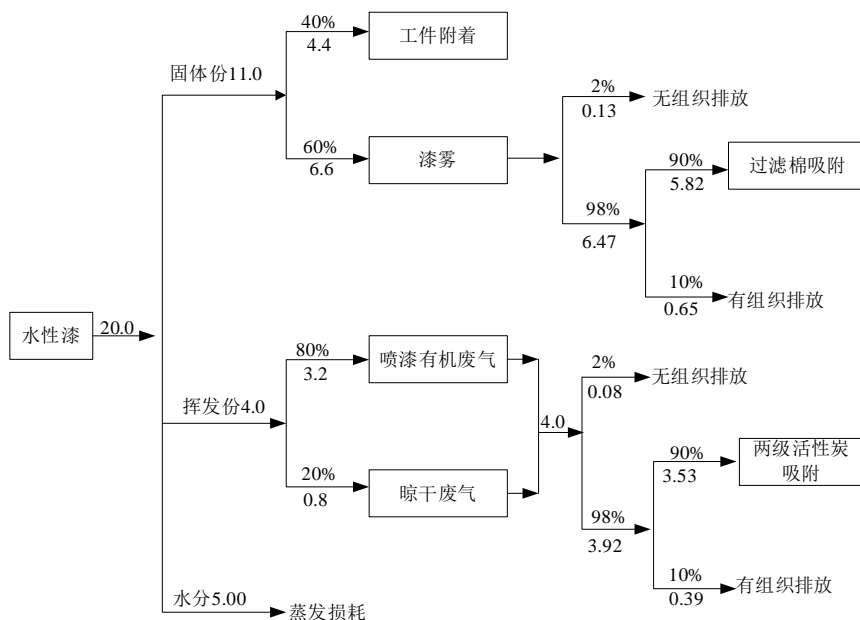 40%
4.4
工件附着
固体份11.0
2%
0.13
无组织排放
60%
6.6
漆雾
90%
5.82
过滤棉吸附
98%
6.47
10%
0.65
有组织排放
水性漆
20.0
80%
3.2
喷漆有机废气
2%
0.08
无组织排放
挥发份4.0
4.0
90%
3.53
两级活性炭
吸附
20%
0.8
晾干废气
98%
3.92
10%
0.39
有组织排放
水分5.00
蒸发损耗